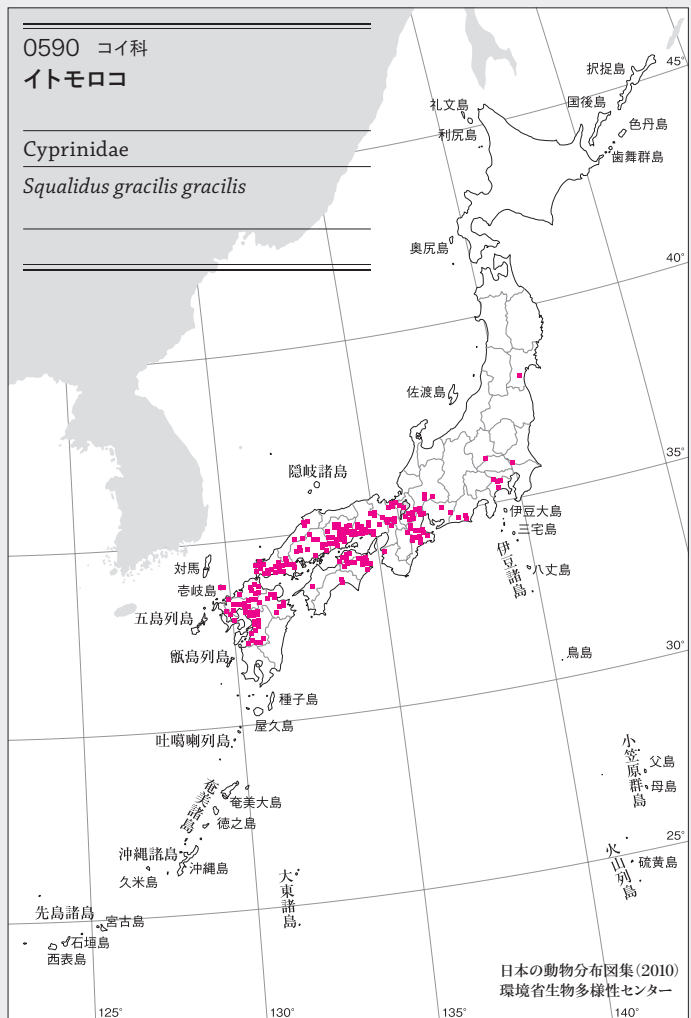 0590 コイ科
イトモロコ
Cyprinidae
Squalidus gracilis gracilis
45°
択捉島
礼文島
国後島
色丹島
利尻島
歯舞群島
奥尻島
40°
佐渡島
35°
隠岐諸島
伊豆大島
三宅島
伊豆諸島
八丈島
対馬
壱岐島
五島列島
甑島列島
鳥島
30°
種子島
屋久島
吐噶喇列島
小笠原群島
父島
母島
奄美諸島
奄美大島
徳之島
25°
沖縄諸島
沖縄島
久米島
大東諸島
火山列島
硫黄島
先島諸島
宮古島
石垣島
西表島
日本の動物分布図集(2010)
環境省生物多様性センター
125°
130°
135°
140°